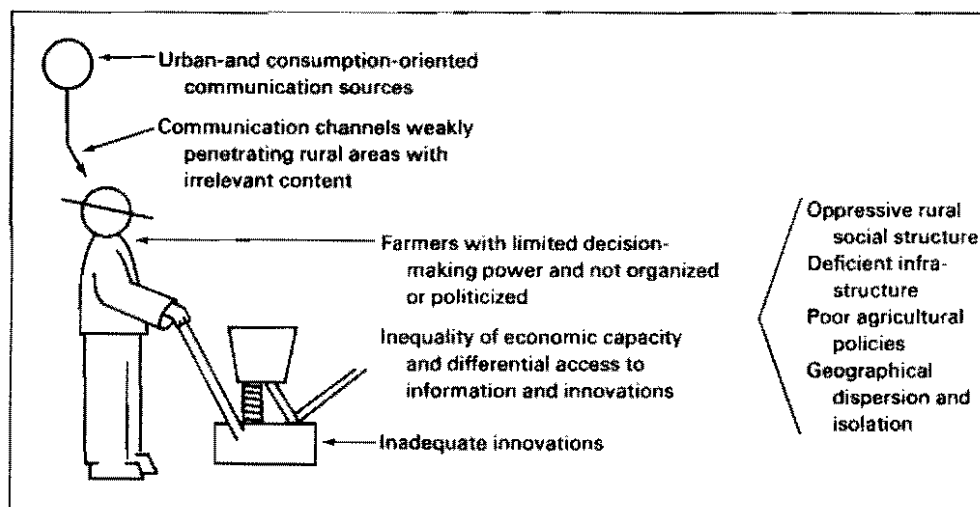 Urban-and consumption-oriented
communication sources
Communication channels weakly
penetrating rural areas with
irrelevant content
Farmers with limited decision-
making power and not organized
or politicized
Inequality of economic capacity
and differential access to
information and innovations
Inadequate innovations
Oppressive rural
social structure
Deficient infra-
structure
Poor agricultural
policies
Geographical
dispersion and
isolation